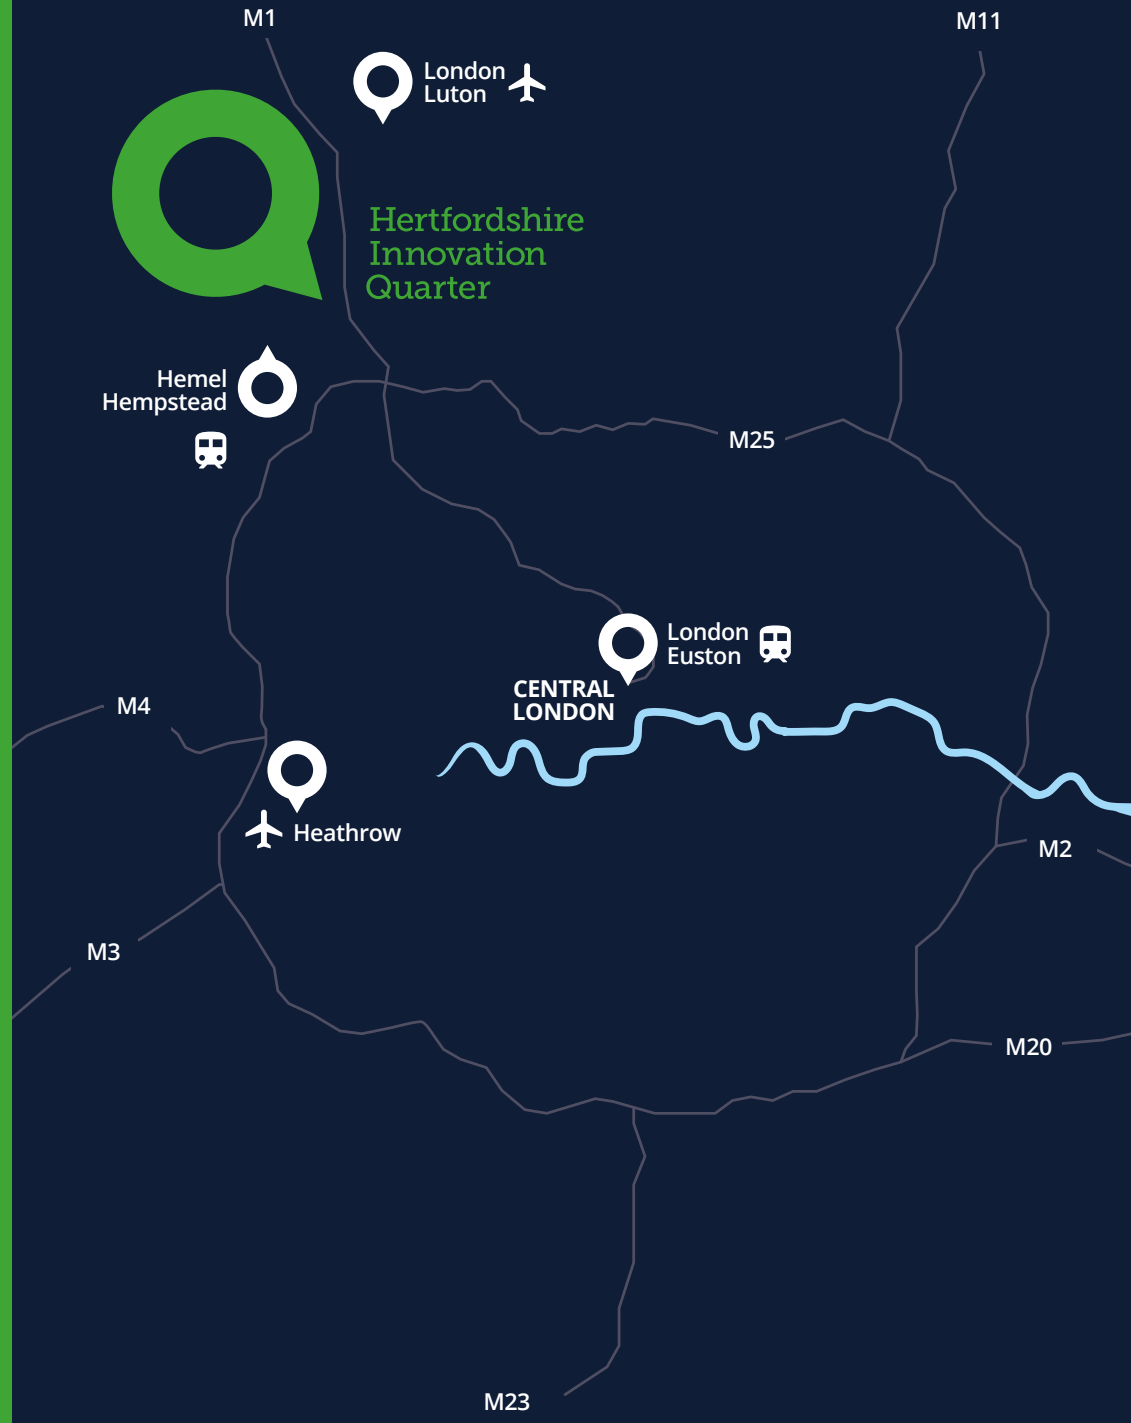 M1
M11
London
Luton
Hertfordshire
Innovation
Quarter
Hemel
Hempstead
M25
London
Euston
CENTRAL
LONDON
M4
Heathrow
M2
M3
M20
M23